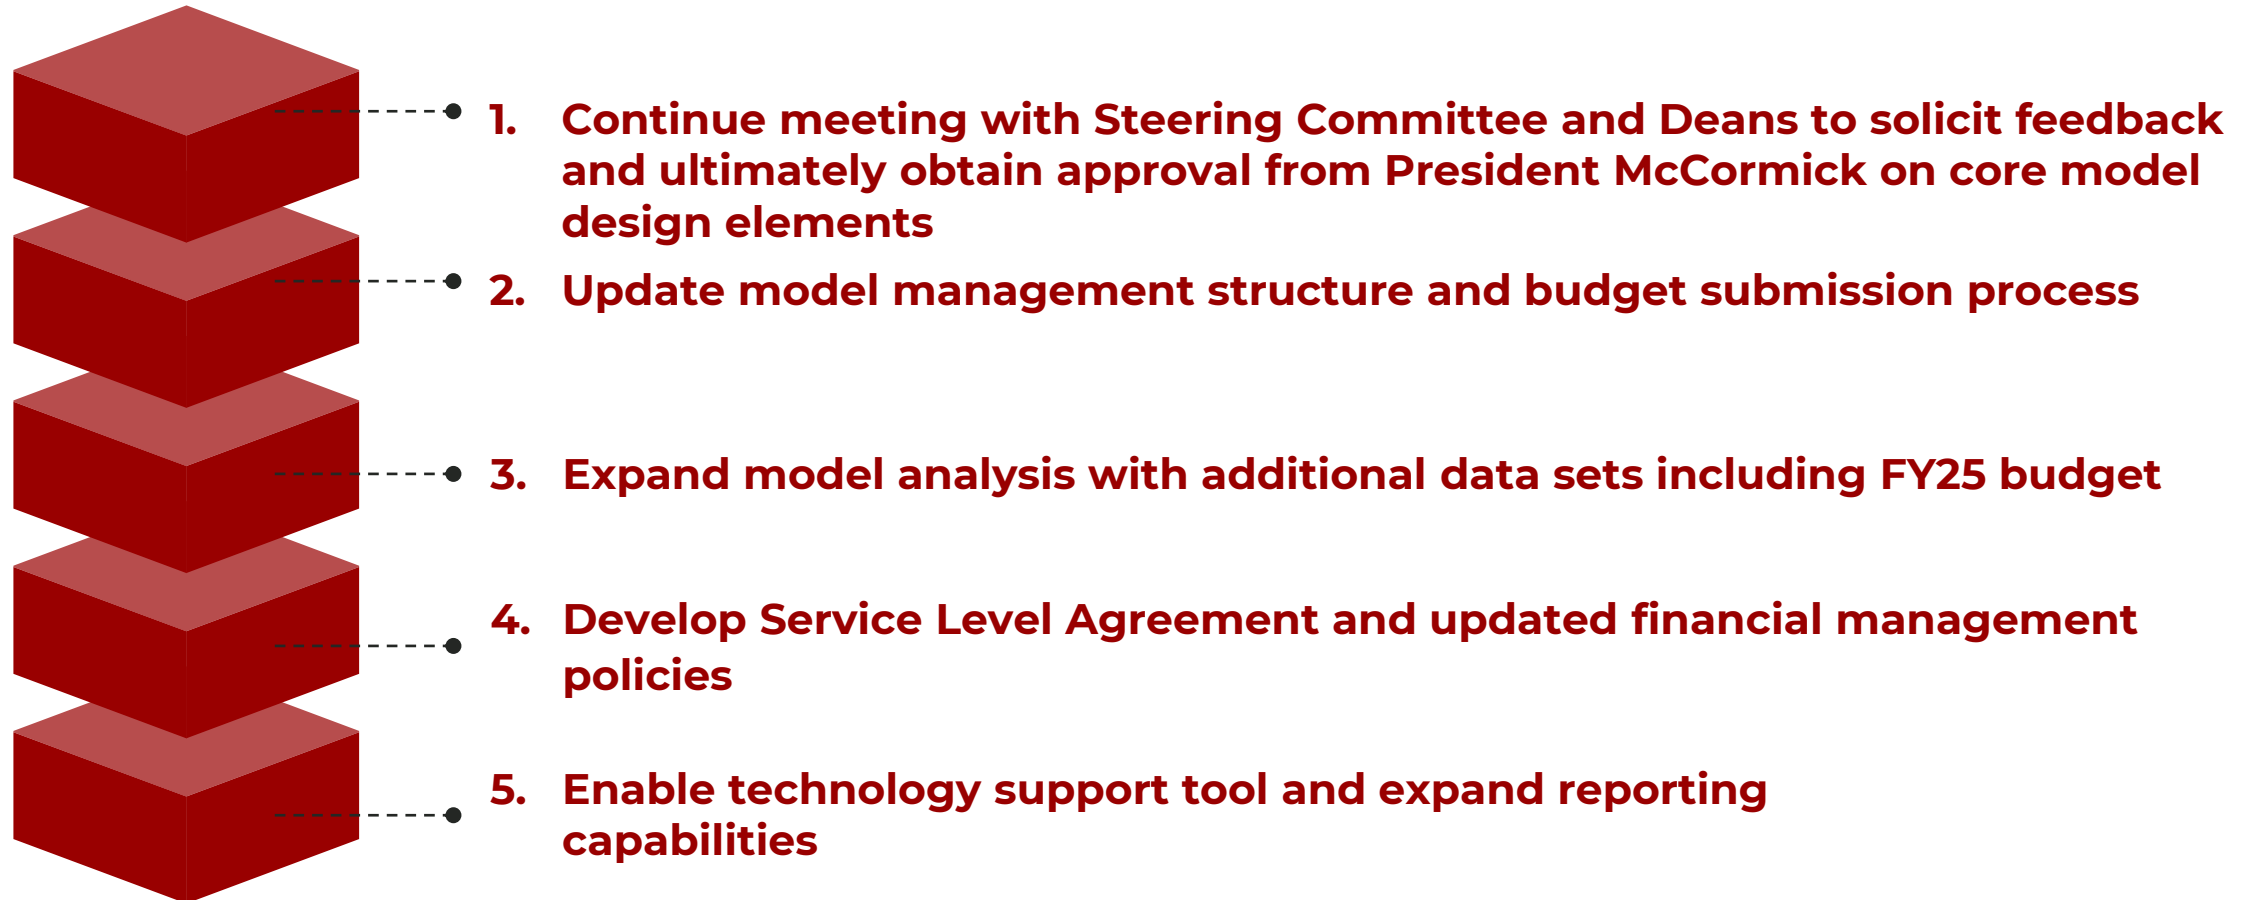 1. Continue meeting with Steering Committee and Deans to solicit feedback
and ultimately obtain approval from President McCormick on core model
design elements
2. Update model management structure and budget submission process
3. Expand model analysis with additional data sets including FY25 budget
4. Develop Service Level Agreement and updated financial management
policies
5. Enable technology support tool and expand reporting
capabilities